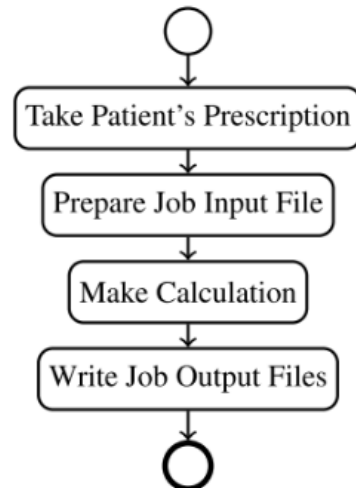 Take Patient's Prescription
Prepare Job Input File
Make Calculation
Write Job Output Files